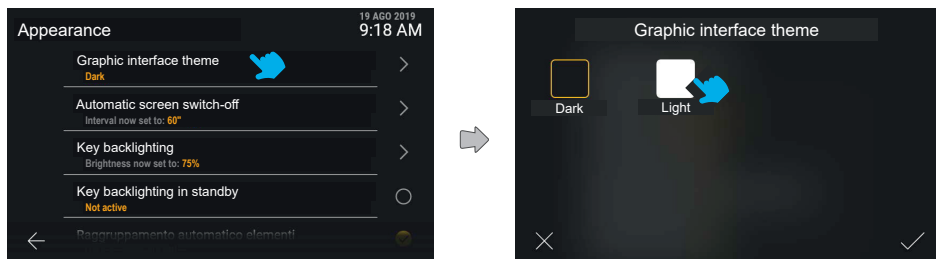 19 AGO 2019
Appearance
9:18 AM
Graphic interface theme
Dark
Automatic screen switch-off
Interval now set to: 60"
Key backlighting
Brightness now set to: 75%
Key backlighting in standby
Not active
Raggruppamento automatico elementi
Graphic interface theme
Dark
Light